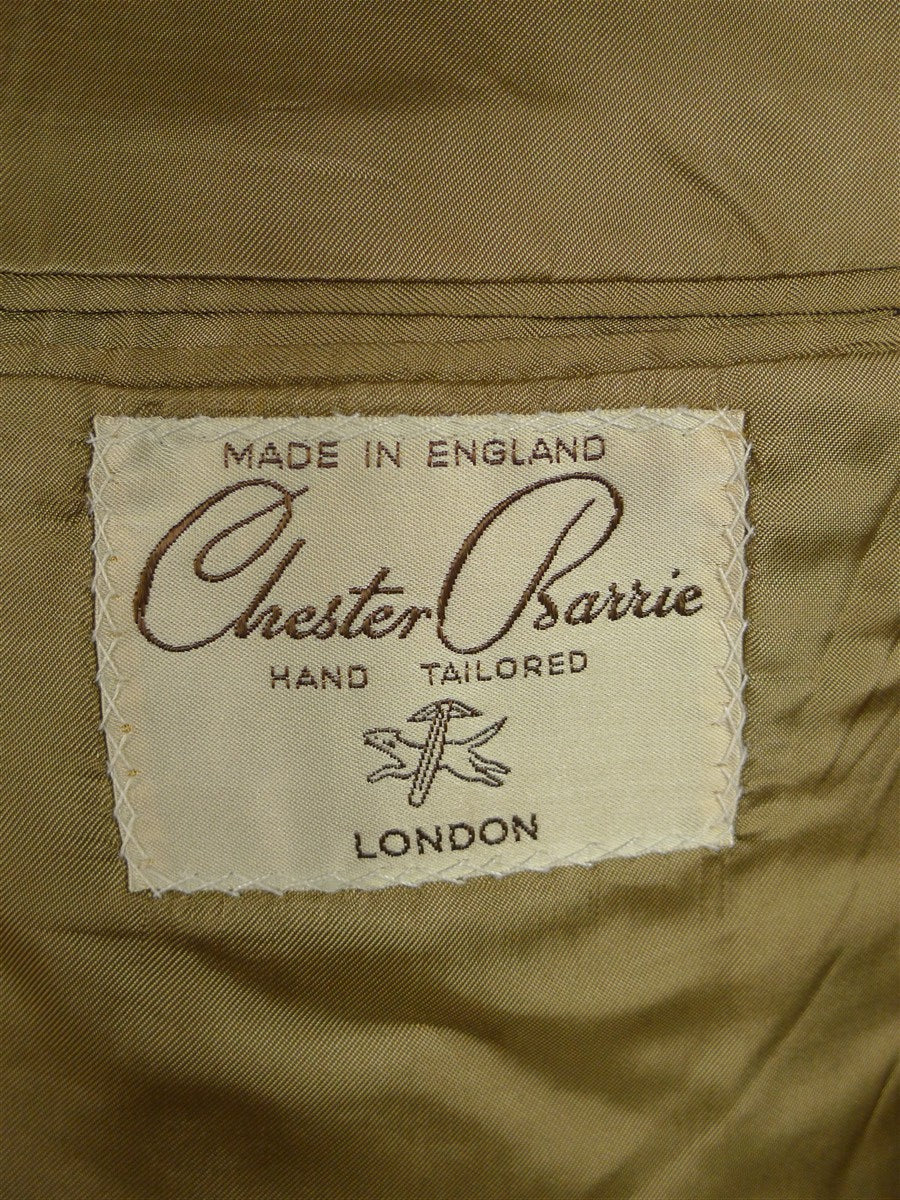 MADE IN ENGLAND
Chester Barrie
HAND TAILORED
LONDON